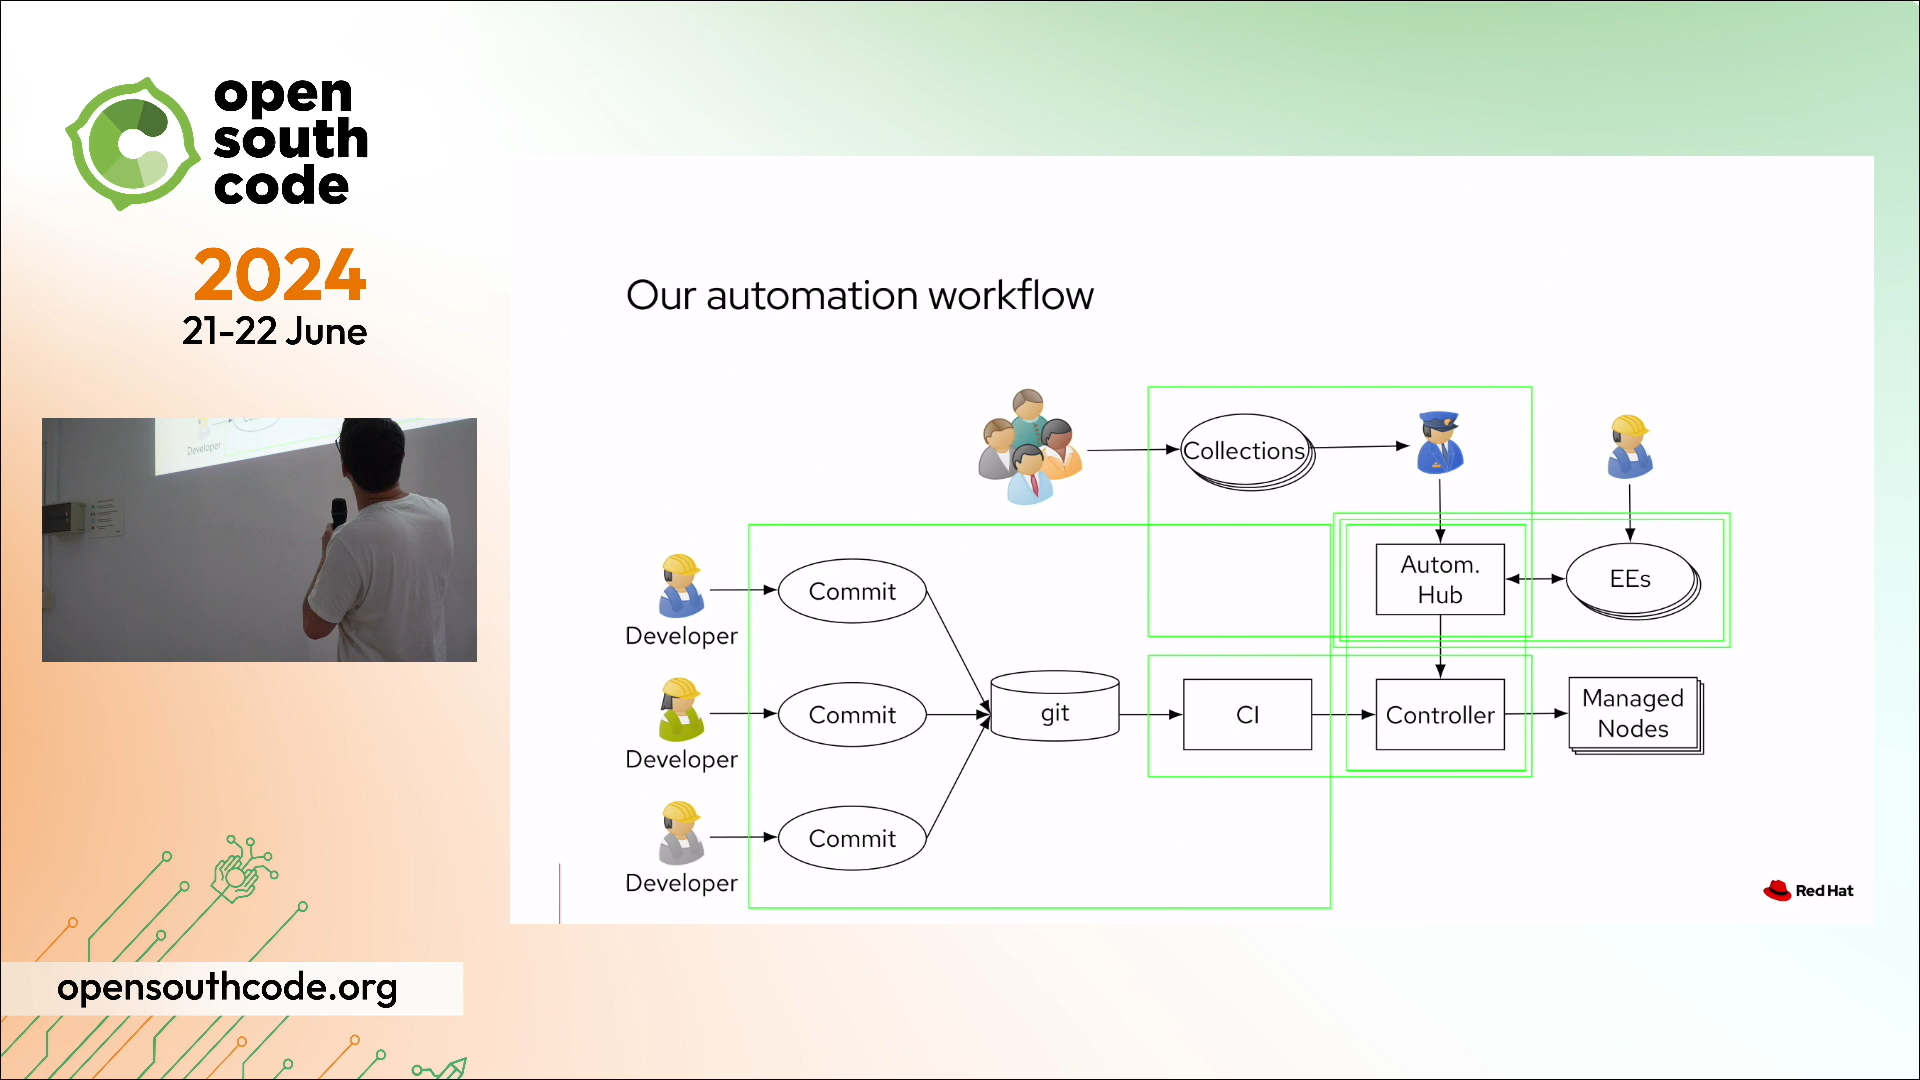 open
south
code
2024
21-22 June
Our automation workflow
Collections
Autom.
Hub
EEs
Developer
Commit
Developer
Commit
Developer
Commit
git
CI
Controller
Managed
Nodes
Red Hat
Developer
opensouthcode.org